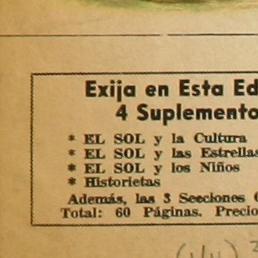 Exija en Esta Ed
4 Suplemento
* EL SOL y la Cultura
* EL SOL y las Estrellas
* EL SOL y los Niños
* Historietas
Además, las 3 Secciones
Total: 60 Páginas. Precio